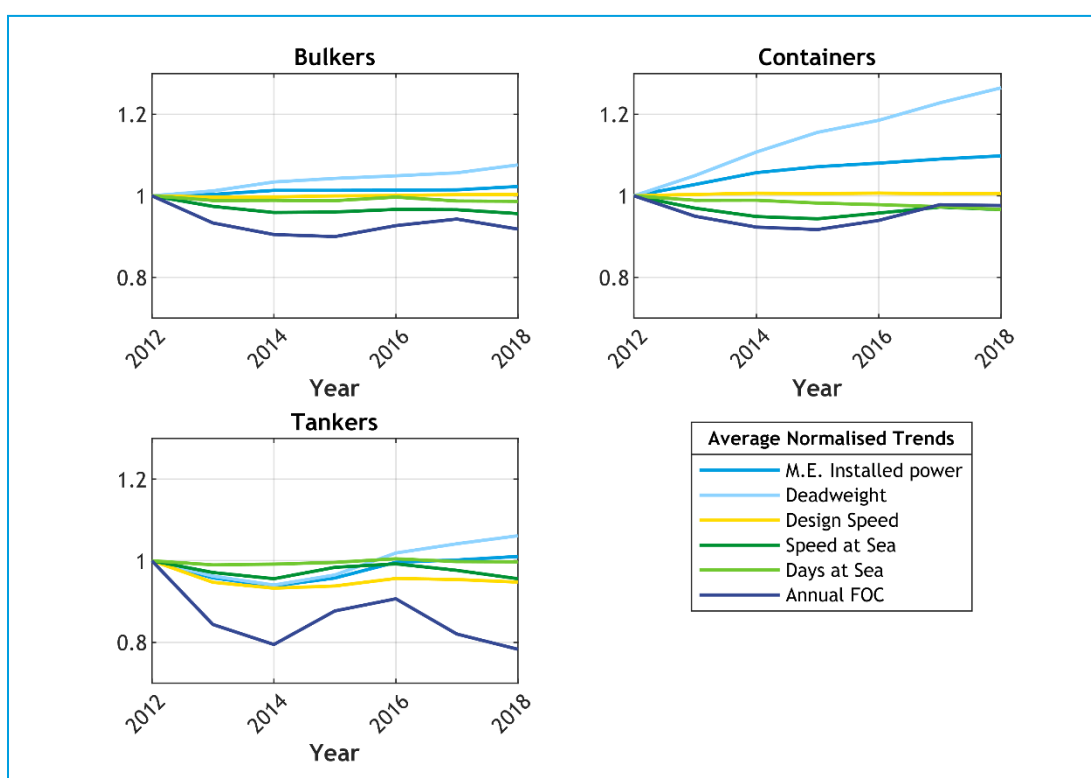 Bulkers
1.2
1
0.8
2012
2014
2016
2018
Year
Containers
1.2
1
0.8
2012
2014
2016
2018
Year
Tankers
1.2
1
0.8
2012
2014
2016
2018
Year
Average Normalised Trends
M.E. Installed power
Deadweight
Design Speed
Speed at Sea
Days at Sea
Annual FOC